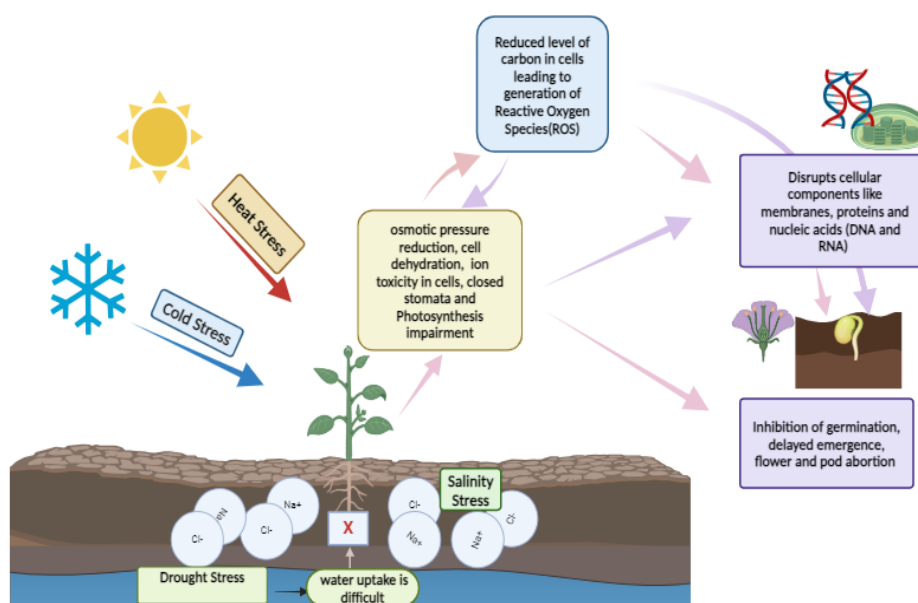 Reduced level of
carbon in cells
leading to
generation of
Reactive Oxygen
Species(ROS)
Heat Stress
Cold Stress
osmotic pressure
reduction, cell
dehydration, ion
toxicity in cells, closed
stomata and
Photosynthesis
impairment
Disrupts cellular
components like
membranes, proteins and
nucleic acids (DNA and
RNA)
Inhibition of germination,
delayed emergence,
flower and pod abortion
Salinity
Stress
Na+
Na+
Cl-
Cl-
X
Cl-
Na+
Cl-
Na+
Drought Stress
water uptake is
difficult